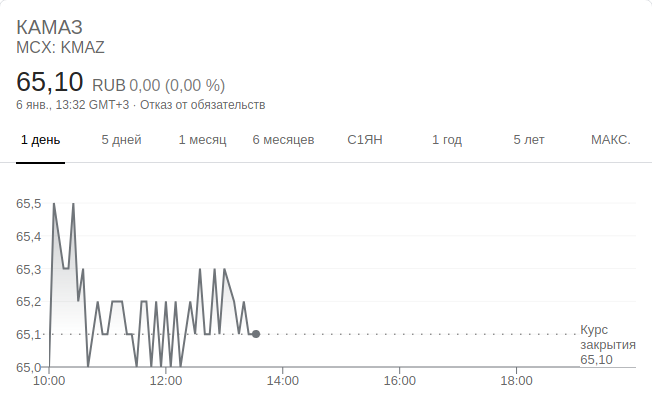 КАМАЗ
MCX: KMAZ
65,10 RUB 0,00 (0,00 %)
6 янв., 13:32 GMT+3 · Отказ от обязательств
1 день 5 дней 1 месяц 6 месяцев С1ЯН 1 год 5 лет МАКС.
65,5
65,4
65,3
65,2
65,1
65,0
Курс
закрытия
65,10
10:00 12:00 14:00 16:00 18:00